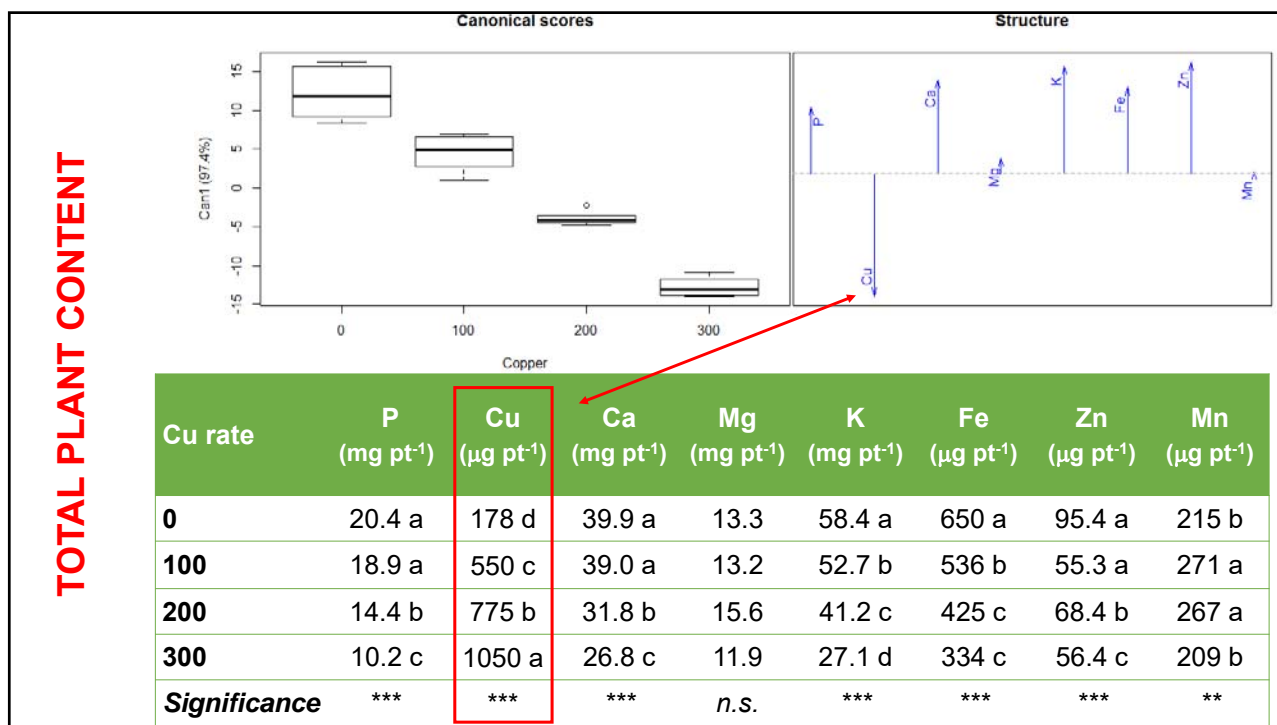 TOTAL PLANT CONTENT
Canonical scores
Structure
Can1 (97.4%)
15
10
5
0
-5
-10
-15
0 100 200 300
Copper
P
Cu
Ca
Mg
K
Fe
Zn
Mn
Cu rate P (mg pt-1) Cu (μg pt-1) Ca (mg pt-1) Mg (mg pt-1) K (mg pt-1) Fe (μg pt-1) Zn (μg pt-1) Mn (μg pt-1)
0 20.4 a 178 d 39.9 a 13.3 58.4 a 650 a 95.4 a 215 b
100 18.9 a 550 c 39.0 a 13.2 52.7 b 536 b 55.3 a 271 a
200 14.4 b 775 b 31.8 b 15.6 41.2 c 425 c 68.4 b 267 a
300 10.2 c 1050 a 26.8 c 11.9 27.1 d 334 c 56.4 c 209 b
Significance *** *** *** n.s. *** *** *** **